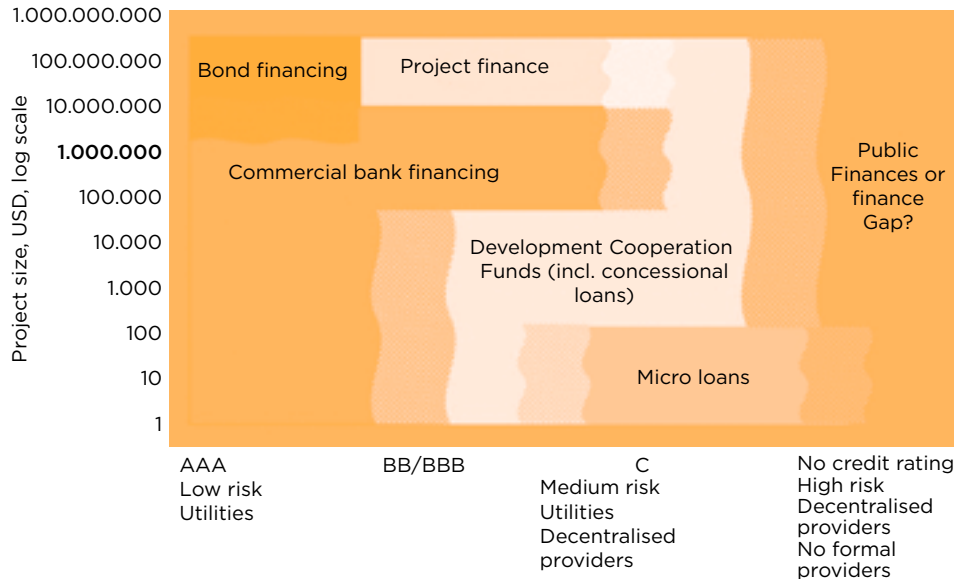 Project size, USD, log scale
1.000.000.000
100.000.000
10.000.000
1.000.000
100.000
10.000
1.000
100
10
1
Bond financing
Project finance
Commercial bank financing
Public
Finances or
finance
Gap?
Development Cooperation
Funds (incl. concessional
loans)
Micro loans
AAA
Low risk
Utilities
BB/BBB
C
Medium risk
Utilities
Decentralised
providers
No credit rating
High risk
Decentralised
providers
No formal
providers